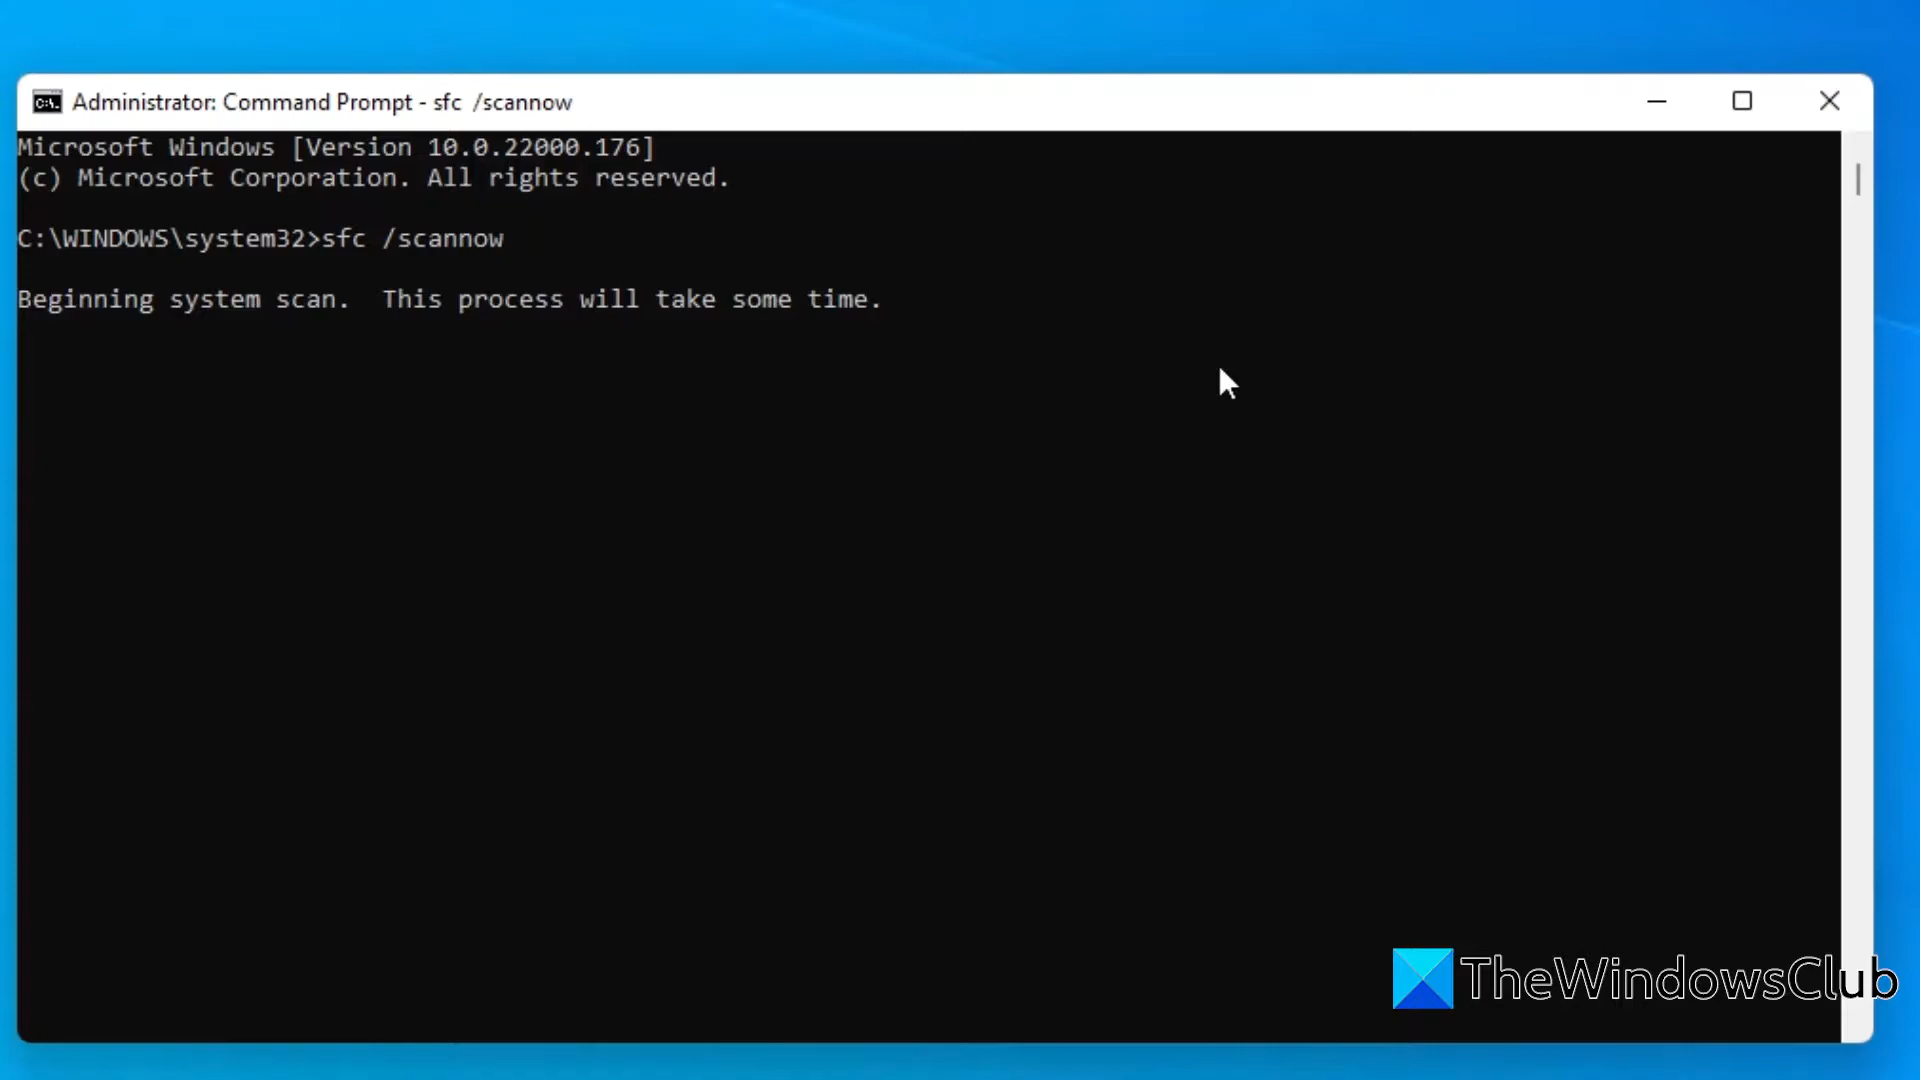 Administrator: Command Prompt - sfc  /scannow
Microsoft Windows [Version 10.0.22000.176]
(c) Microsoft Corporation. All rights reserved.
C:\WINDOWS\system32>sfc /scannow
Beginning system scan.  This process will take some time.
TheWindowsClub